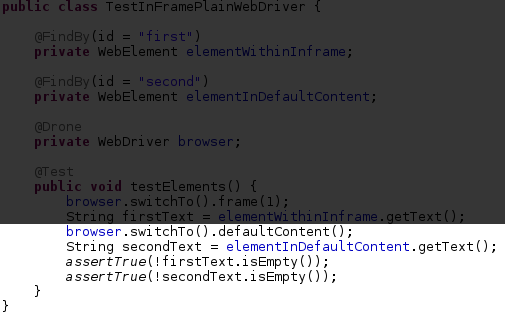 public class TestInFramePlainWebDriver {
@FindBy(id = "first")
private WebElement elementWithinInframe;
@FindBy(id = "second")
private WebElement elementInDefaultContent;
@Drone
private WebDriver browser;
@Test
public void testElements() {
browser.switchTo().frame(1);
String firstText = elementWithinInframe.getText();
browser.switchTo().defaultContent();
String secondText = elementInDefaultContent.getText();
assertTrue(!firstText.isEmpty());
assertTrue(!secondText.isEmpty());
}
}